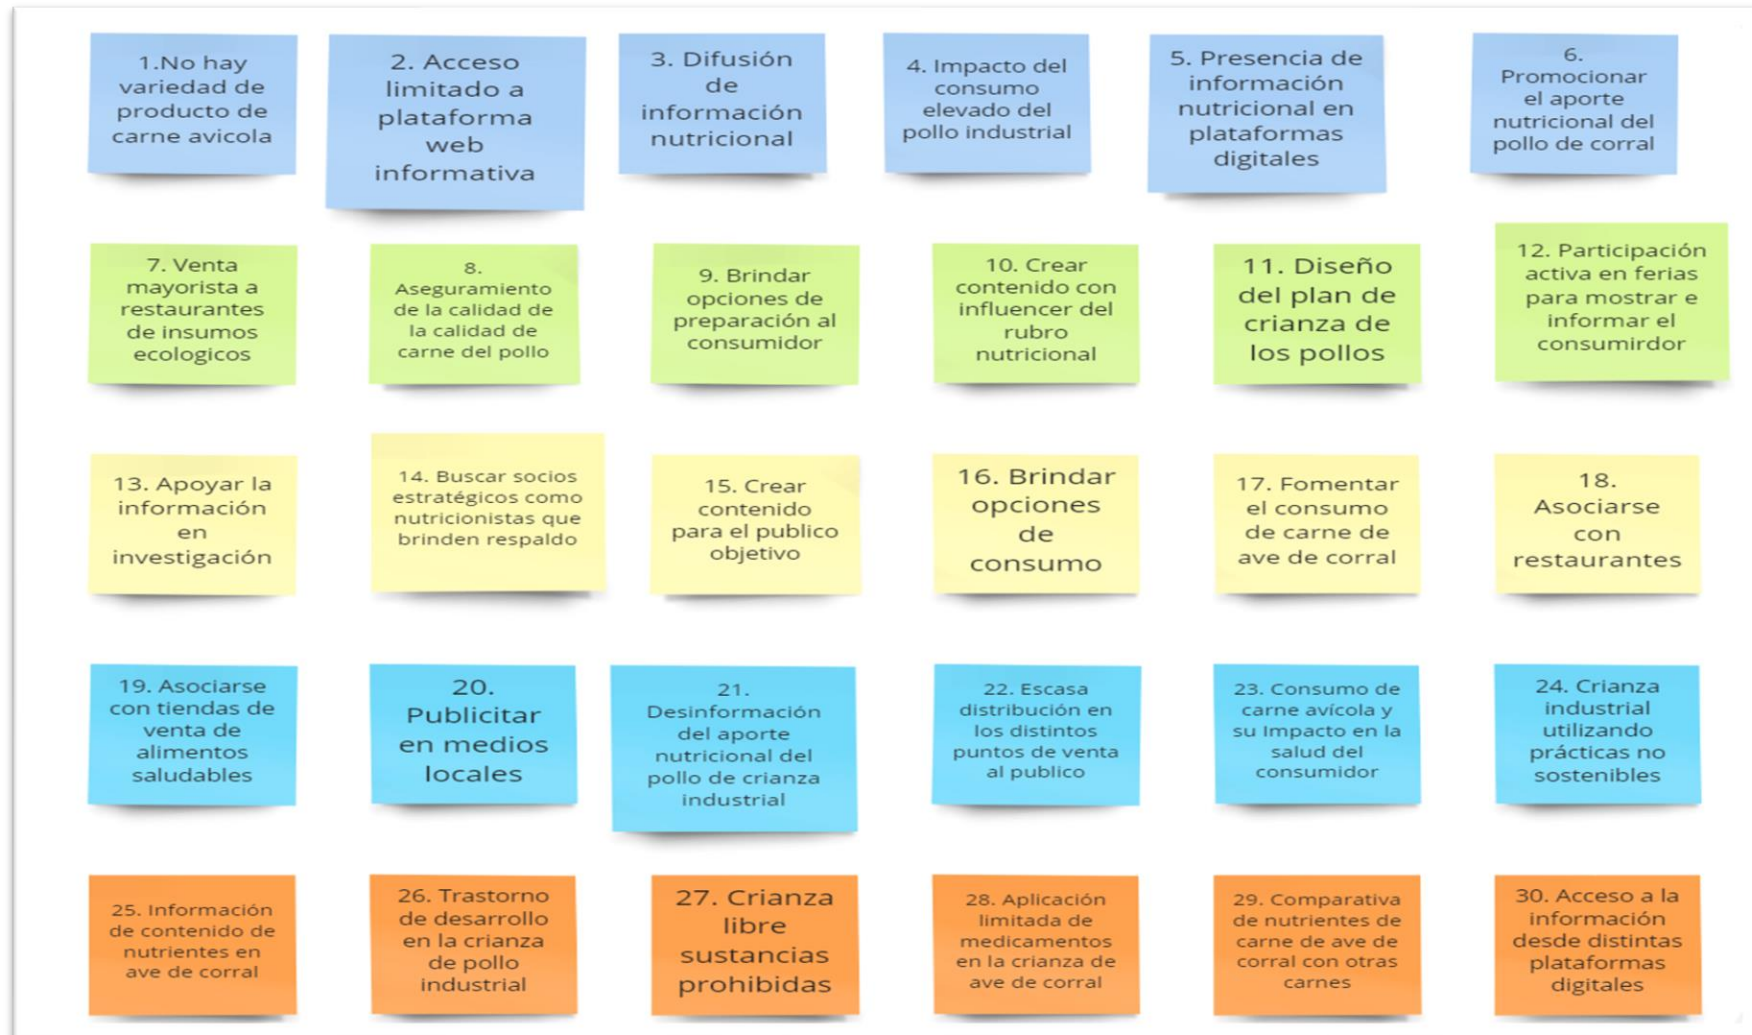 1.No hay
variedad de
producto de
carne avicola
2. Acceso
limitado a
plataforma
web
informativa
3. Difusión
de
información
nutricional
4. Impacto del
consumo
elevado del
pollo industrial
5. Presencia de
información
nutricional en
plataformas
digitales
6.
Promocionar
el aporte
nutricional del
pollo de corral
7. Venta
mayorista a
restaurantes
de insumos
ecologicos
8.
Aseguramiento
de la calidad de
la calidad de
carne del pollo
9. Brindar
opciones de
preparación al
consumidor
10. Crear
contenido con
influencer del
rubro
nutricional
11. Diseño
del plan de
crianza de
los pollos
12. Participación
activa en ferias
para mostrar e
informar el
consumirdor
13. Apoyar la
información
en
investigación
14. Buscar socios
estratégicos como
nutricionistas que
brinden respaldo
15. Crear
contenido
para el publico
objetivo
16. Brindar
opciones
de
consumo
17. Fomentar
el consumo
de carne de
ave de corral
18.
Asociarse
con
restaurantes
19. Asociarse
con tiendas de
venta de
alimentos
saludables
20.
Publicitar
en medios
locales
21.
Desinformación
del aporte
nutricional del
pollo de crianza
industrial
22. Escasa
distribución en
los distintos
puntos de venta
al publico
23. Consumo de
carne avícola y
su Impacto en la
salud del
consumidor
24. Crianza
industrial
utilizando
prácticas no
sostenibles
25. Información
de contenido de
nutrientes en
ave de corral
26. Trastorno
de desarrollo
en la crianza
de pollo
industrial
27. Crianza
libre
sustancias
prohibidas
28. Aplicación
limitada de
medicamentos
en la crianza de
ave de corral
29. Comparativa
de nutrientes de
carne de ave de
corral con otras
carnes
30. Acceso a la
información
desde distintas
plataformas
digitales